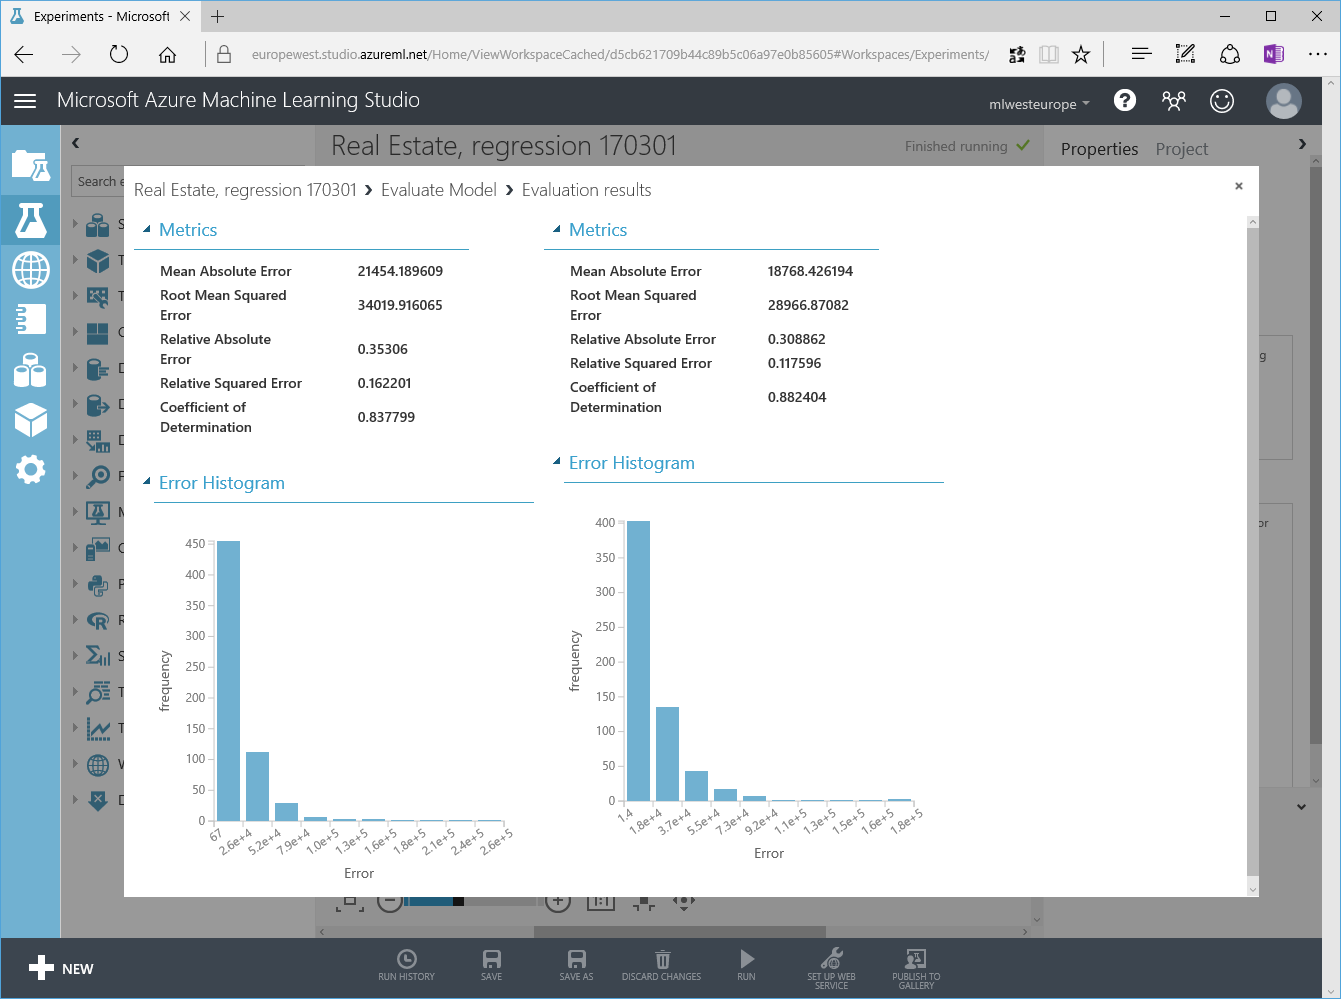 Experiments - Microsoft
europewest.studio.azureml.net/Home/ViewWorkspaceCached/d5cb621709b44c89b5c06a97e0b85605#Workspaces/Experiments/
Microsoft Azure Machine Learning Studio
mlwesteurope
Real Estate, regression 170301
Finished running
Properties Project
Search e
Real Estate, regression 170301 > Evaluate Model > Evaluation results
Metrics
Mean Absolute Error 21454.189609
Root Mean Squared Error 34019.916065
Relative Absolute Error 0.35306
Relative Squared Error 0.162201
Coefficient of Determination 0.837799
Error Histogram
450
400
350
300
250
200
150
100
50
0
frequency
67 2.6e+4 5.2e+4 7.9e+4 1.0e+5 1.3e+5 1.6e+5 1.8e+5 2.1e+5 2.4e+5 2.6e+5
Error
Metrics
Mean Absolute Error 18768.426194
Root Mean Squared Error 28966.87082
Relative Absolute Error 0.308862
Relative Squared Error 0.117596
Coefficient of Determination 0.882404
Error Histogram
400
350
300
250
200
150
100
50
0
frequency
1.4 1.8e+4 3.7e+4 5.5e+4 7.3e+4 9.2e+4 1.1e+5 1.3e+5 1.5e+5 1.6e+5 1.8e+5
Error
g
or
1:1
NEW
RUN HISTORY
SAVE
SAVE AS
DISCARD CHANGES
RUN
SET UP WEB SERVICE
PUBLISH TO GALLERY